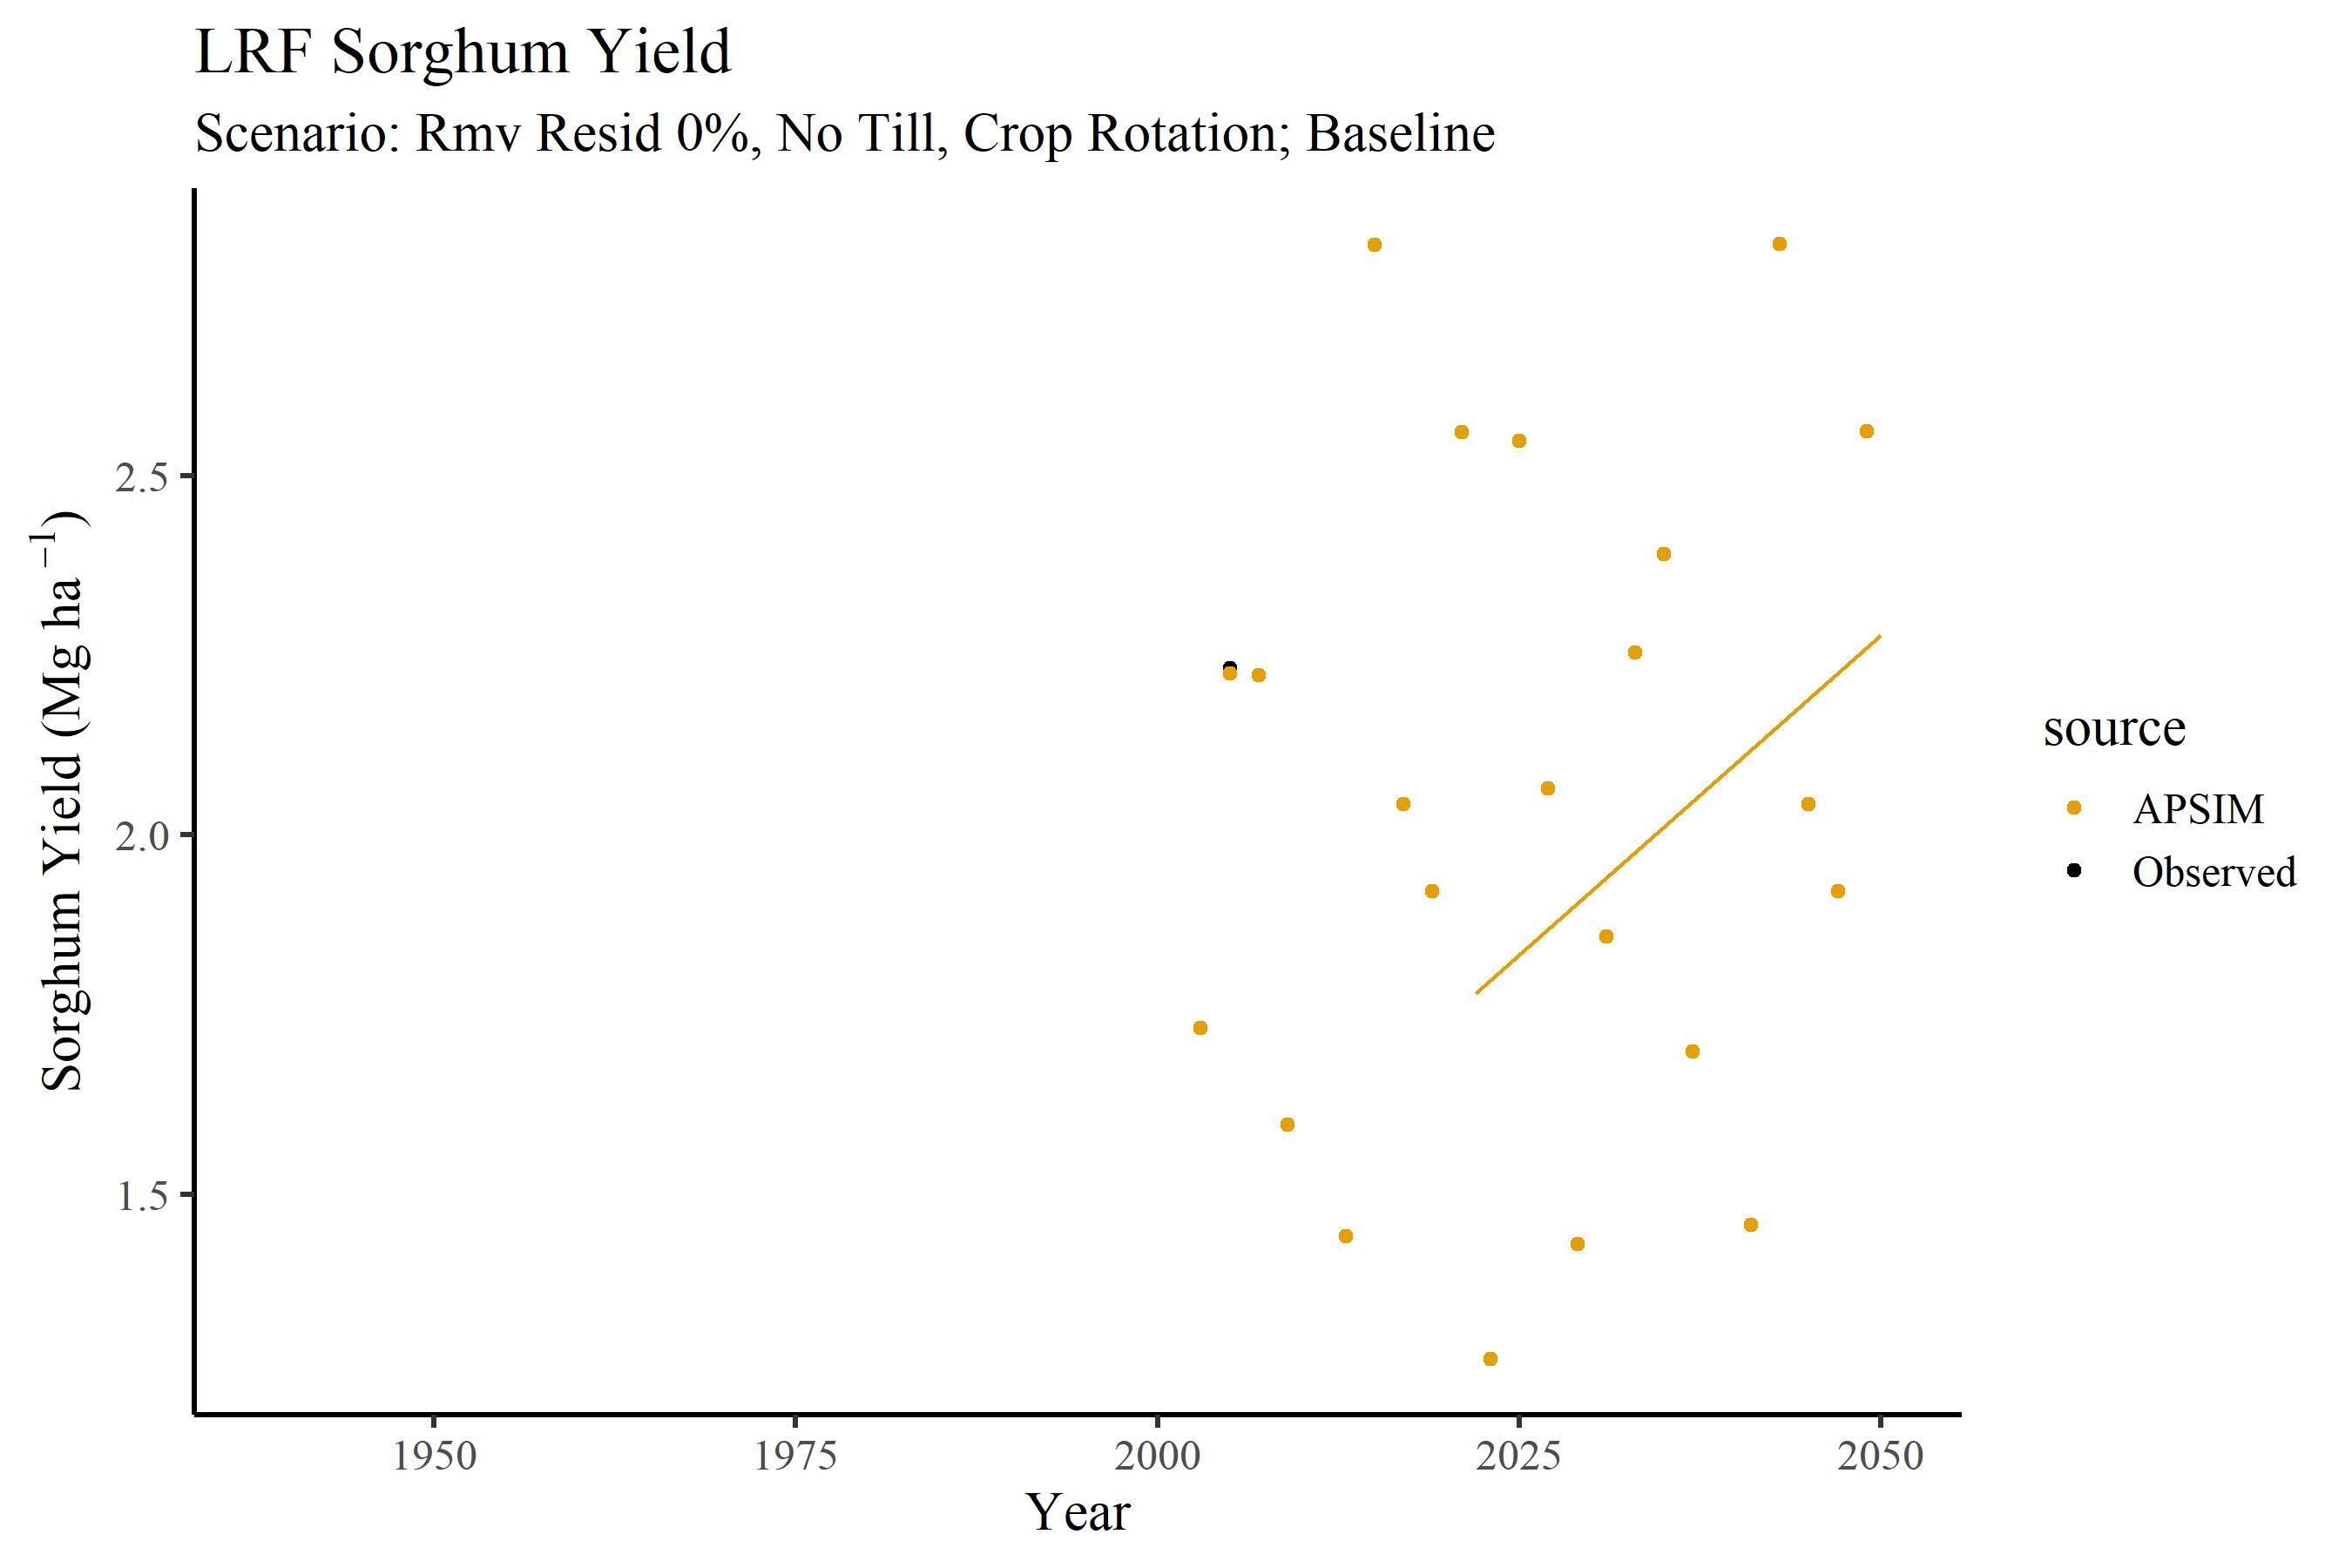 LRF Sorghum Yield
Scenario: Rmv Resid 0%, No Till, Crop Rotation; Baseline
Sorghum Yield (Mg ha⁻¹)
2.5
2.0
1.5
1950
1975
2000
2025
2050
Year
source
APSIM
Observed